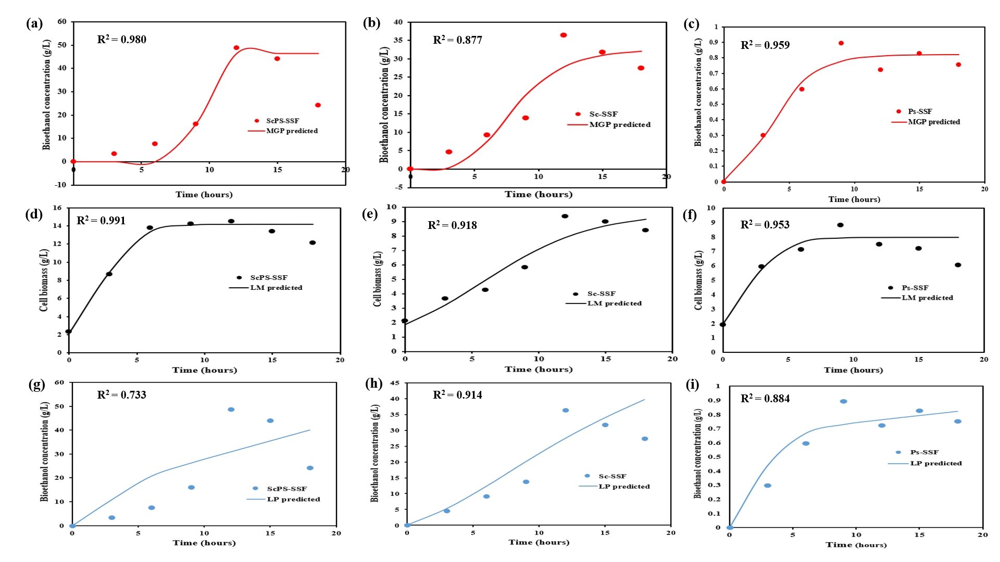 (a)
R² = 0.980
Bioethanol concentration (g/L)
60
50
40
30
20
10
0
-10
0
5
10
15
20
Time (hours)
ScPS-SSF
MGP predicted
(b)
R² = 0.877
Bioethanol concentration (g/L)
40
35
30
25
20
15
10
5
0
-5
0
5
10
15
20
Time (hours)
Sc-SSF
MGP predicted
(c)
R² = 0.959
Bioethanol concentration (g/L)
1
0.9
0.8
0.7
0.6
0.5
0.4
0.3
0.2
0.1
0
0
5
10
15
20
Time (hours)
Ps-SSF
MGP predicted
(d)
R² = 0.991
Cell biomass (g/L)
16
14
12
10
8
6
4
2
0
0
5
10
15
20
Time (hours)
ScPS-SSF
LM predicted
(e)
R² = 0.918
Cell biomass (g/L)
10
9
8
7
6
5
4
3
2
1
0
0
5
10
15
20
Time (hours)
Sc-SSF
LM predicted
(f)
R² = 0.953
Cell biomass (g/L)
10
9
8
7
6
5
4
3
2
1
0
0
5
10
15
20
Time (hours)
Ps-SSF
LM predicted
(g)
R² = 0.733
Bioethanol concentration (g/L)
60
50
40
30
20
10
0
0
5
10
15
20
Time (hours)
ScPS-SSF
LP predicted
(h)
R² = 0.914
Bioethanol concentration (g/L)
45
40
35
30
25
20
15
10
5
0
0
5
10
15
20
Time (hours)
Sc-SSF
LP predicted
(i)
R² = 0.884
Bioethanol concentration (g/L)
1
0.9
0.8
0.7
0.6
0.5
0.4
0.3
0.2
0.1
0
0
5
10
15
20
Time (hours)
Ps-SSF
LP predicted